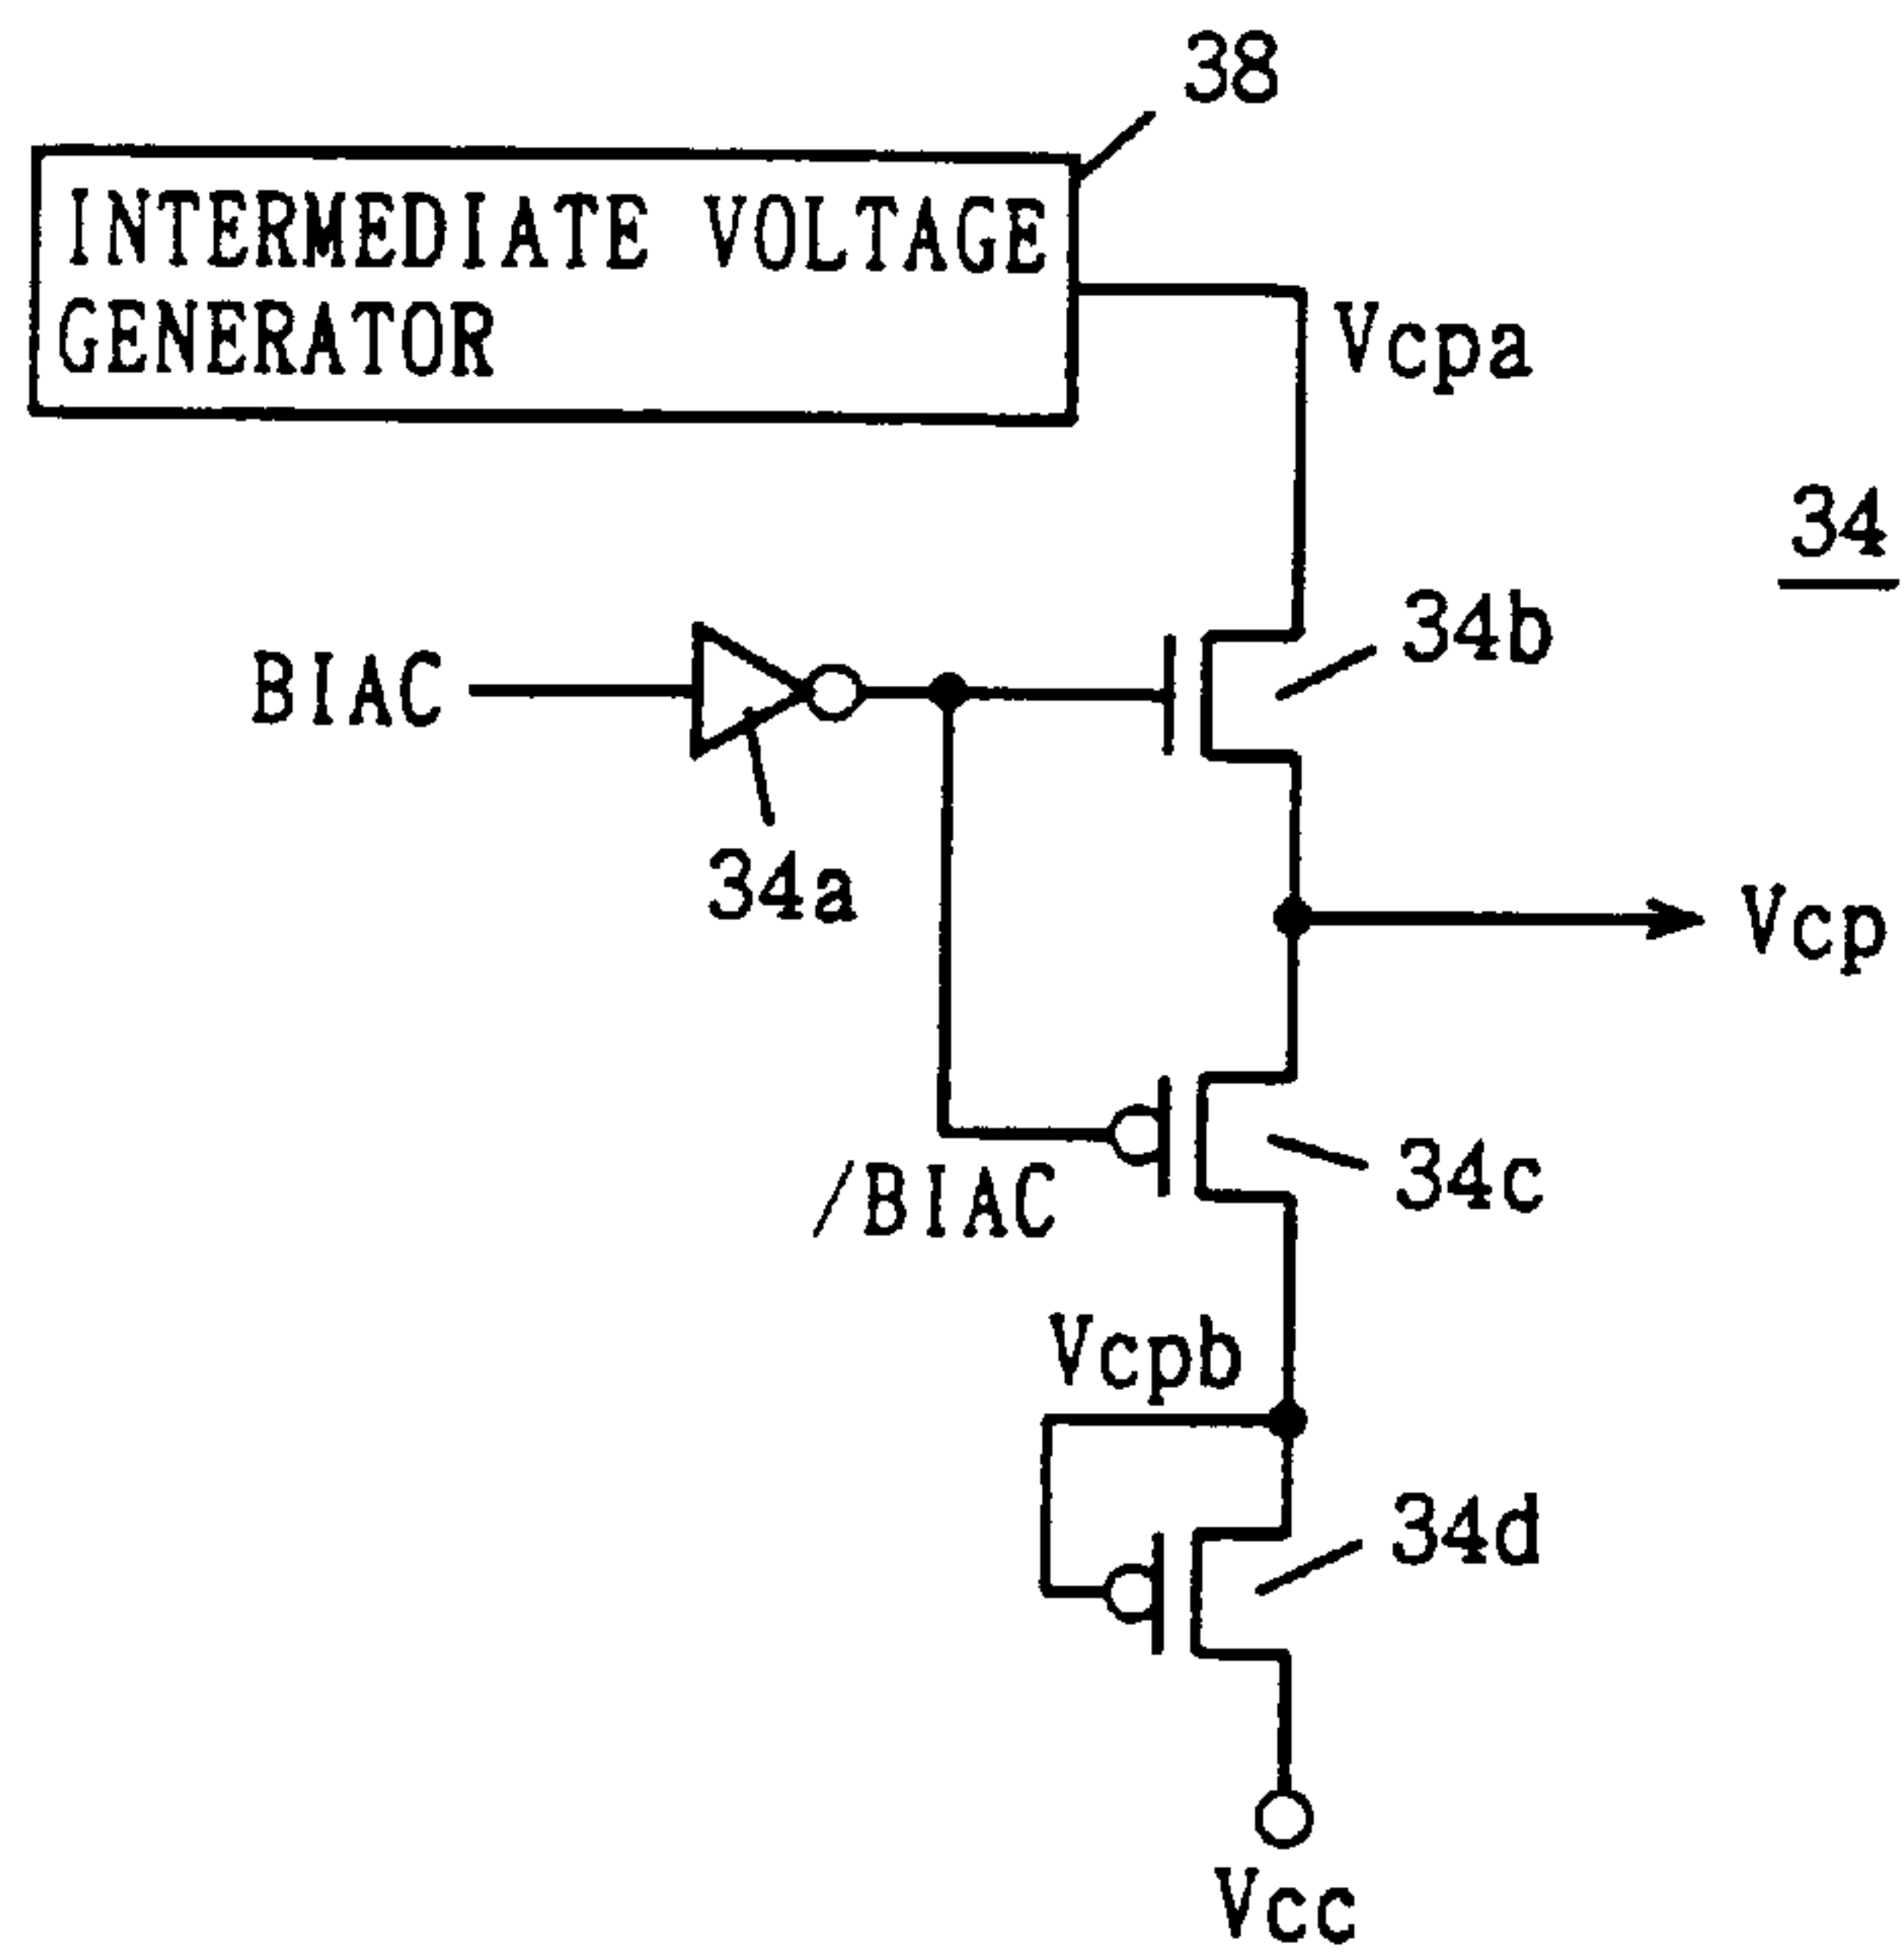 38
INTERMEDIATE VOLTAGE
GENERATOR
Vcpa
34
34b
BIAC
34a
Vcp
34c
/BIAC
Vcpb
34d
Vcc